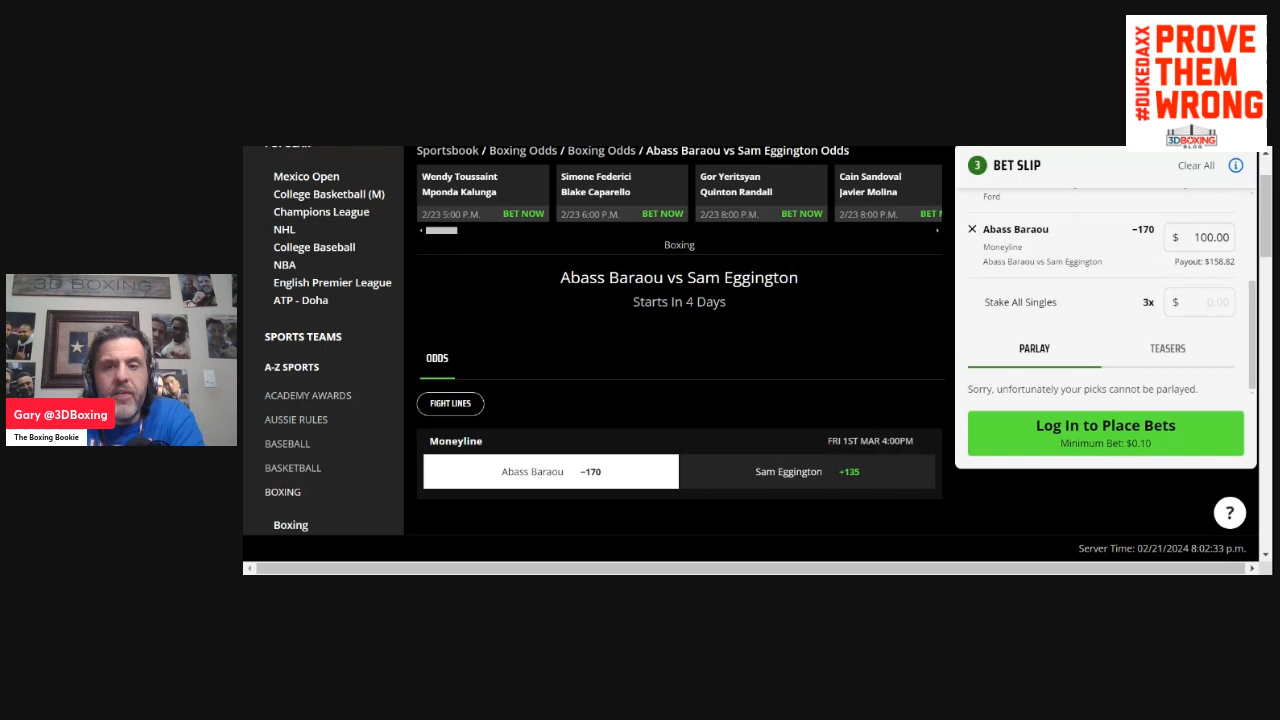 #DUKEDAXX
PROVE
THEM
WRONG
3DBOXING
BLOG
Sportsbook / Boxing Odds / Boxing Odds / Abass Baraou vs Sam Eggington Odds
Mexico Open
College Basketball (M)
Champions League
NHL
College Baseball
NBA
English Premier League
ATP - Doha
SPORTS TEAMS
A-Z SPORTS
ACADEMY AWARDS
AUSSIE RULES
BASEBALL
BASKETBALL
BOXING
Boxing
Wendy Toussaint
Mponda Kalunga
2/23 5:00 P.M. BET NOW
Simone Federici
Blake Caparello
2/23 6:00 P.M. BET NOW
Gor Yeritsyan
Quinton Randall
2/23 8:00 P.M. BET NOW
Cain Sandoval
Javier Molina
2/23 8:00 P.M. BET N
Boxing
Abass Baraou vs Sam Eggington
Starts In 4 Days
ODDS
FIGHT LINES
Moneyline FRI 1ST MAR 4:00PM
Abass Baraou −170 Sam Eggington +135
3 BET SLIP Clear All i
Ford
Abass Baraou −170 $ 100.00
Moneyline
Abass Baraou vs Sam Eggington Payout: $158.82
Stake All Singles 3x $ 0.00
PARLAY TEASERS
Sorry, unfortunately your picks cannot be parlayed.
Log In to Place Bets
Minimum Bet: $0.10
?
Server Time: 02/21/2024 8:02:33 p.m.
3D BOXING
Gary @3DBoxing
The Boxing Bookie